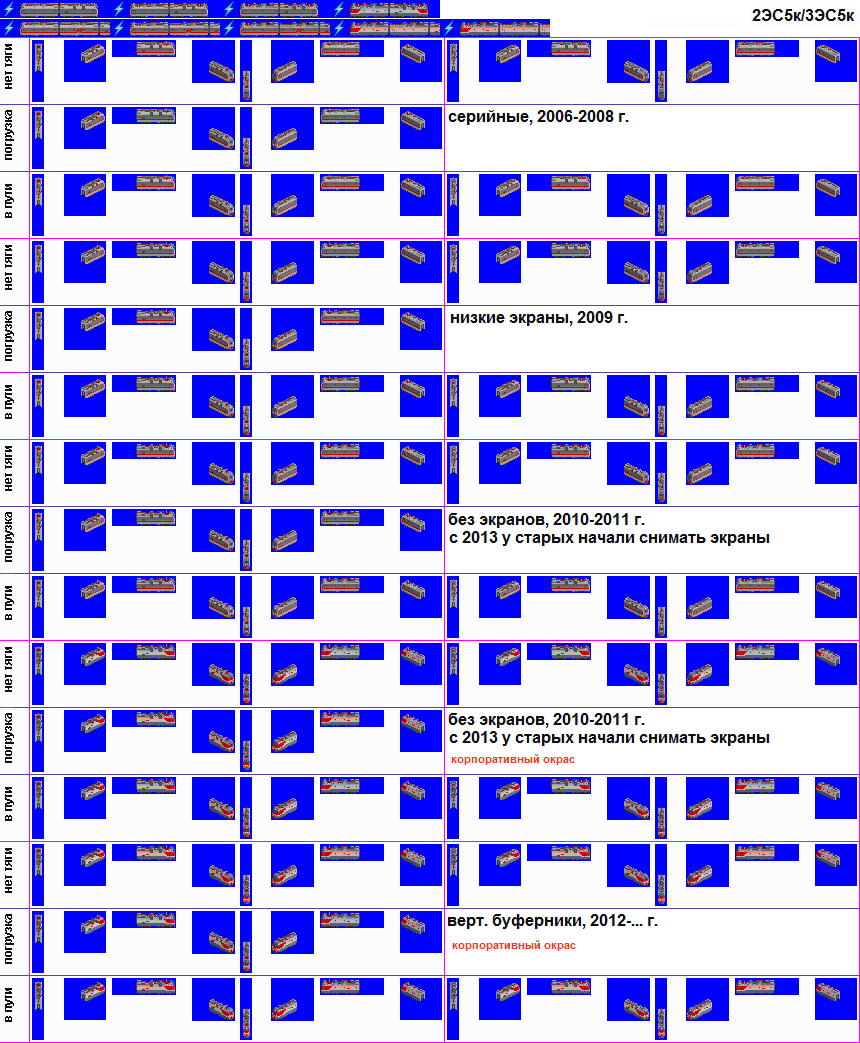 2ЭС5к/3ЭС5к
нет тяги
погрузка
серийные, 2006-2008 г.
в пути
нет тяги
погрузка
низкие экраны, 2009 г.
в пути
нет тяги
погрузка
без экранов, 2010-2011 г.
с 2013 у старых начали снимать экраны
в пути
нет тяги
погрузка
без экранов, 2010-2011 г.
с 2013 у старых начали снимать экраны
корпоративный окрас
в пути
нет тяги
погрузка
верт. буферники, 2012-... г.
корпоративный окрас
в пути